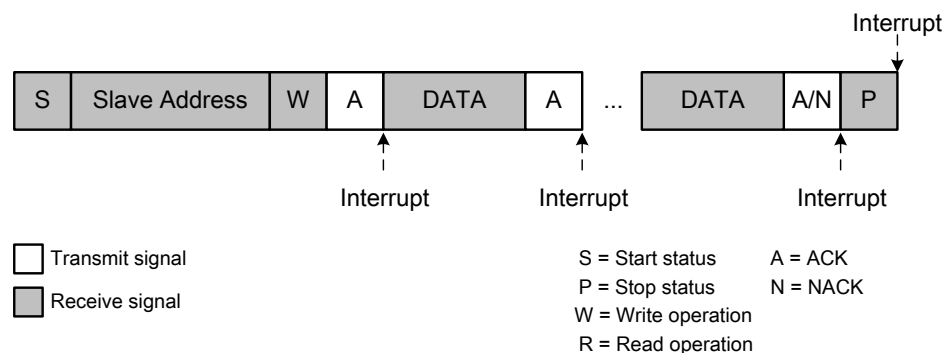 Interrupt
S Slave Address W A DATA A ... DATA A/N P
Interrupt Interrupt Interrupt
Transmit signal
Receive signal
S = Start status A = ACK
P = Stop status N = NACK
W = Write operation
R = Read operation